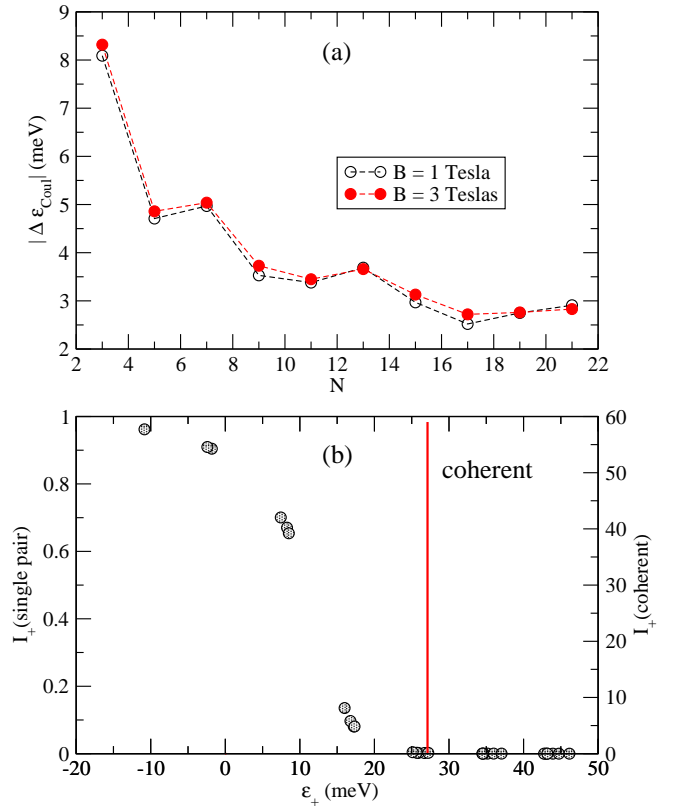 9
8
7
6
5
4
3
2
| Δ ε_Coul | (meV)
(a)
B = 1 Tesla
B = 3 Teslas
2 4 6 8 10 12 14 16 18 20 22
N
1
0.8
0.6
0.4
0.2
0
I_+(single pair)
(b)
coherent
60
50
40
30
20
10
0
I_+(coherent)
-20 -10 0 10 20 30 40 50
ε_+ (meV)